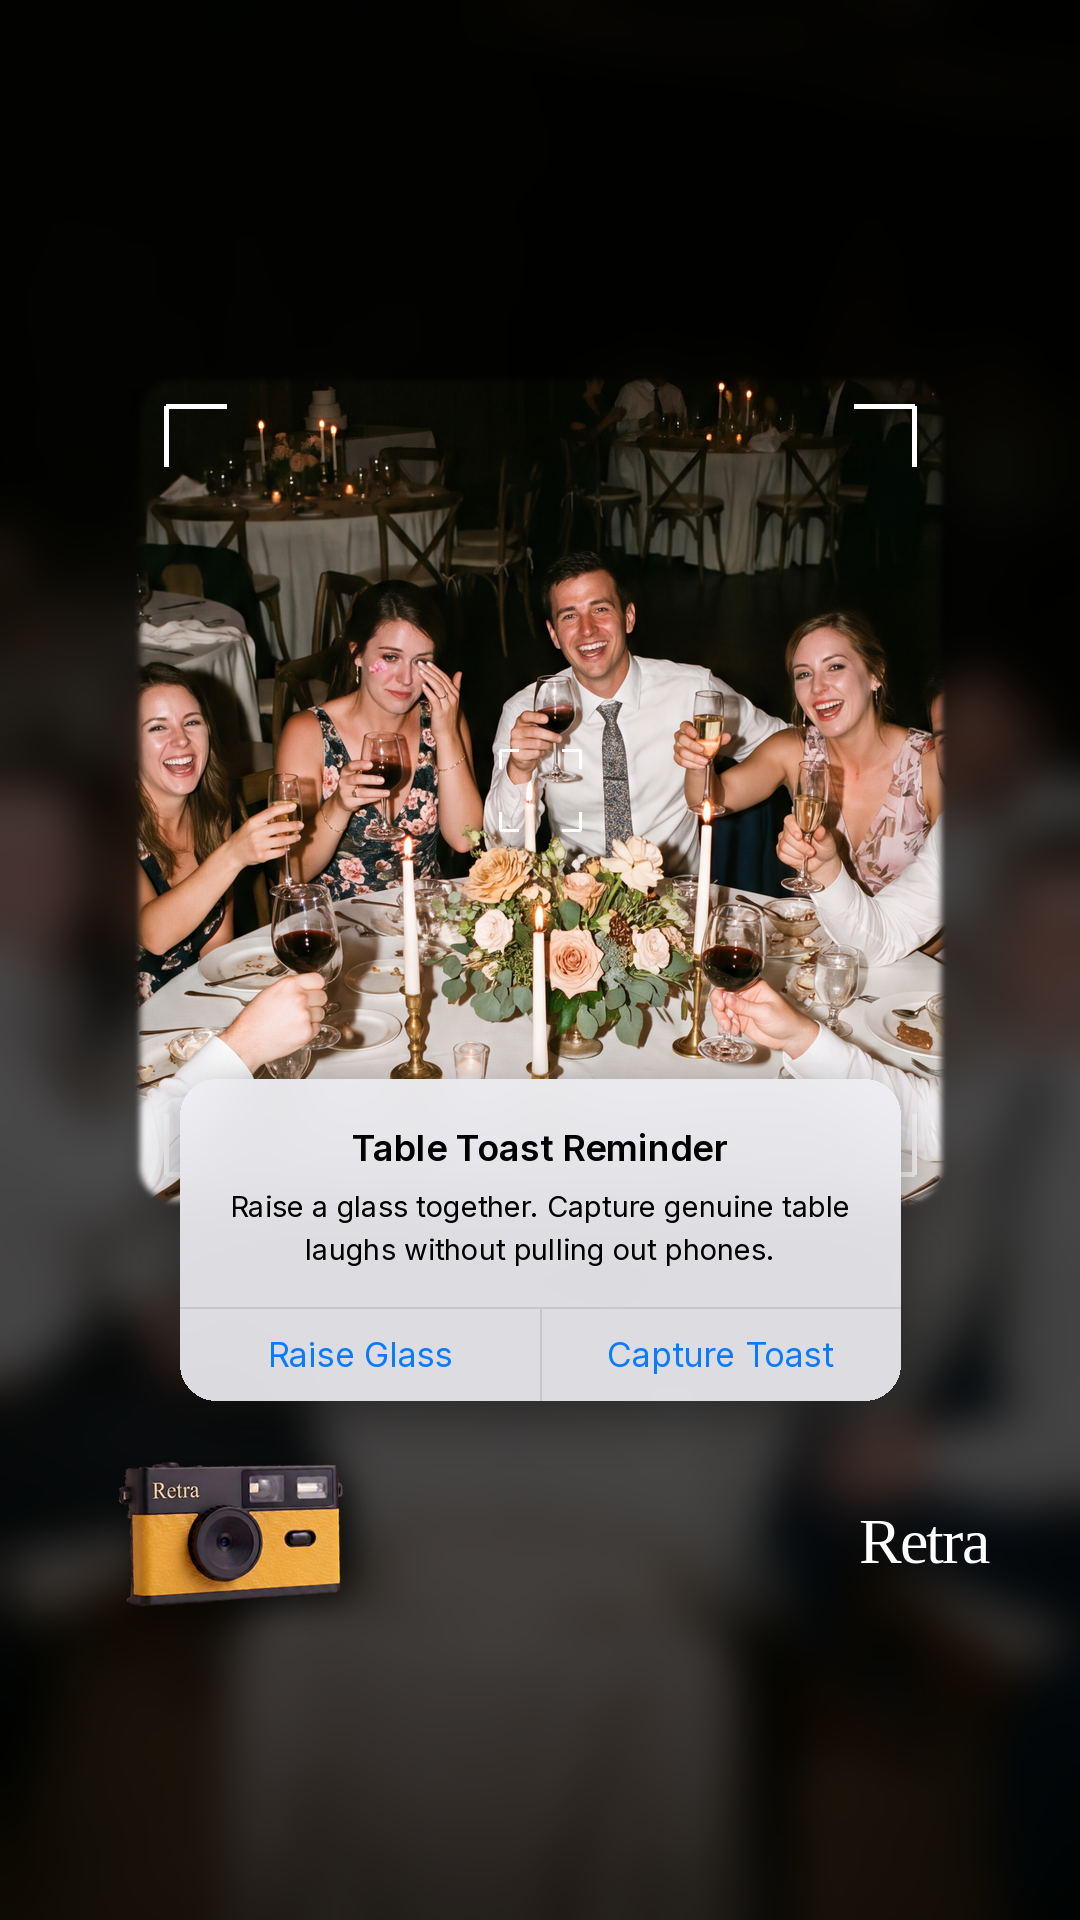 Table Toast Reminder
Raise a glass together. Capture genuine table
laughs without pulling out phones.
Raise Glass
Capture Toast
Retra
Retra